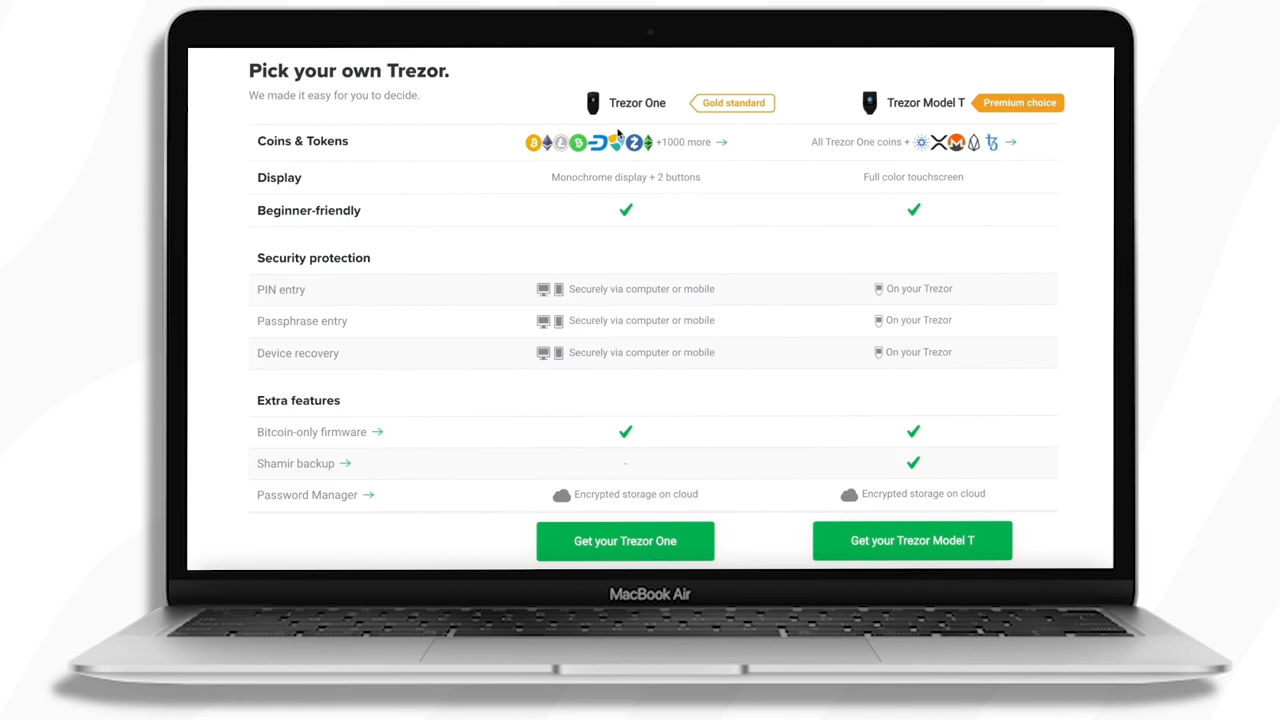 Pick your own Trezor.
We made it easy for you to decide.
Trezor One Gold standard Trezor Model T Premium choice
Coins & Tokens +1000 more → All Trezor One coins + →
Display Monochrome display + 2 buttons Full color touchscreen
Beginner-friendly ✔ ✔
Security protection
PIN entry Securely via computer or mobile On your Trezor
Passphrase entry Securely via computer or mobile On your Trezor
Device recovery Securely via computer or mobile On your Trezor
Extra features
Bitcoin-only firmware → ✔ ✔
Shamir backup → - ✔
Password Manager → Encrypted storage on cloud Encrypted storage on cloud
Get your Trezor One Get your Trezor Model T
MacBook Air